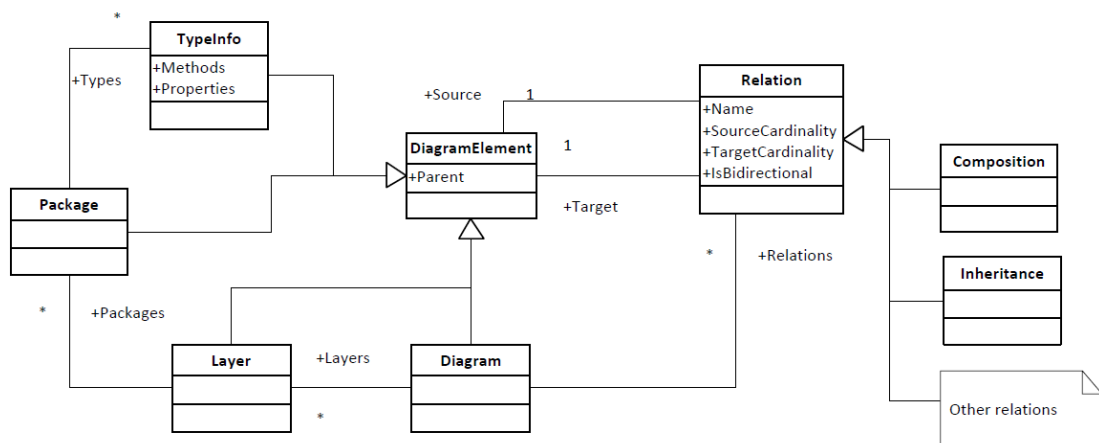 *
TypeInfo
+Types
+Methods
+Properties
+Source
1
Relation
+Name
+SourceCardinality
+TargetCardinality
+IsBidirectional
DiagramElement
1
+Parent
+Target
Composition
Package
*
+Relations
Inheritance
*
+Packages
Layer
+Layers
*
Diagram
Other relations